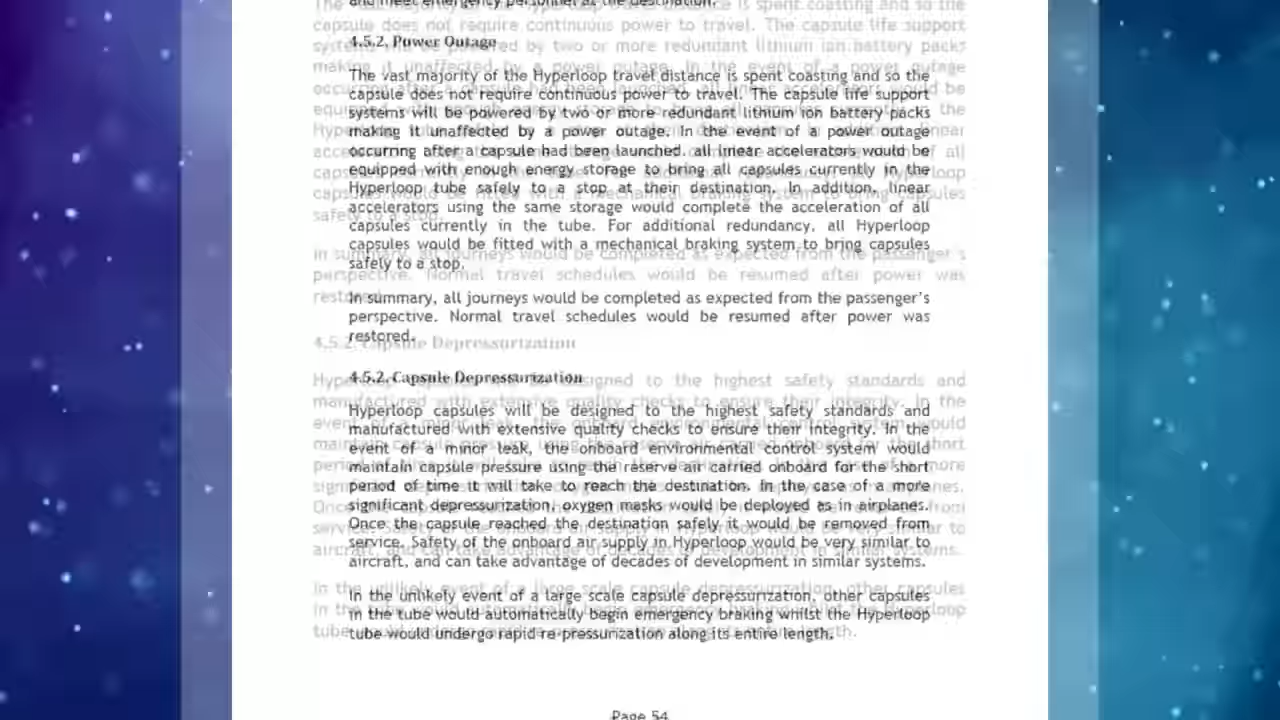 and meet emergency personnel at the destination.
4.5.2. Power Outage
The vast majority of the Hyperloop travel distance is spent coasting and so the
capsule does not require continuous power to travel. The capsule life support
systems will be powered by two or more redundant lithium ion battery packs
making it unaffected by a power outage. In the event of a power outage
occurring after a capsule had been launched, all linear accelerators would be
equipped with enough energy storage to bring all capsules currently in the
Hyperloop tube safely to a stop at their destination. In addition, linear
accelerators using the same storage would complete the acceleration of all
capsules currently in the tube. For additional redundancy, all Hyperloop
capsules would be fitted with a mechanical braking system to bring capsules
safely to a stop.
In summary, all journeys would be completed as expected from the passenger's
perspective. Normal travel schedules would be resumed after power was
restored.
4.5.2. Capsule Depressurization
Hyperloop capsules will be designed to the highest safety standards and
manufactured with extensive quality checks to ensure their integrity. In the
event of a minor leak, the onboard environmental control system would
maintain capsule pressure using the reserve air carried onboard for the short
period of time it will take to reach the destination. In the case of a more
significant depressurization, oxygen masks would be deployed as in airplanes.
Once the capsule reached the destination safely it would be removed from
service. Safety of the onboard air supply in Hyperloop would be very similar to
aircraft, and can take advantage of decades of development in similar systems.
In the unlikely event of a large scale capsule depressurization, other capsules
in the tube would automatically begin emergency braking whilst the Hyperloop
tube would undergo rapid re-pressurization along its entire length.
Page 54